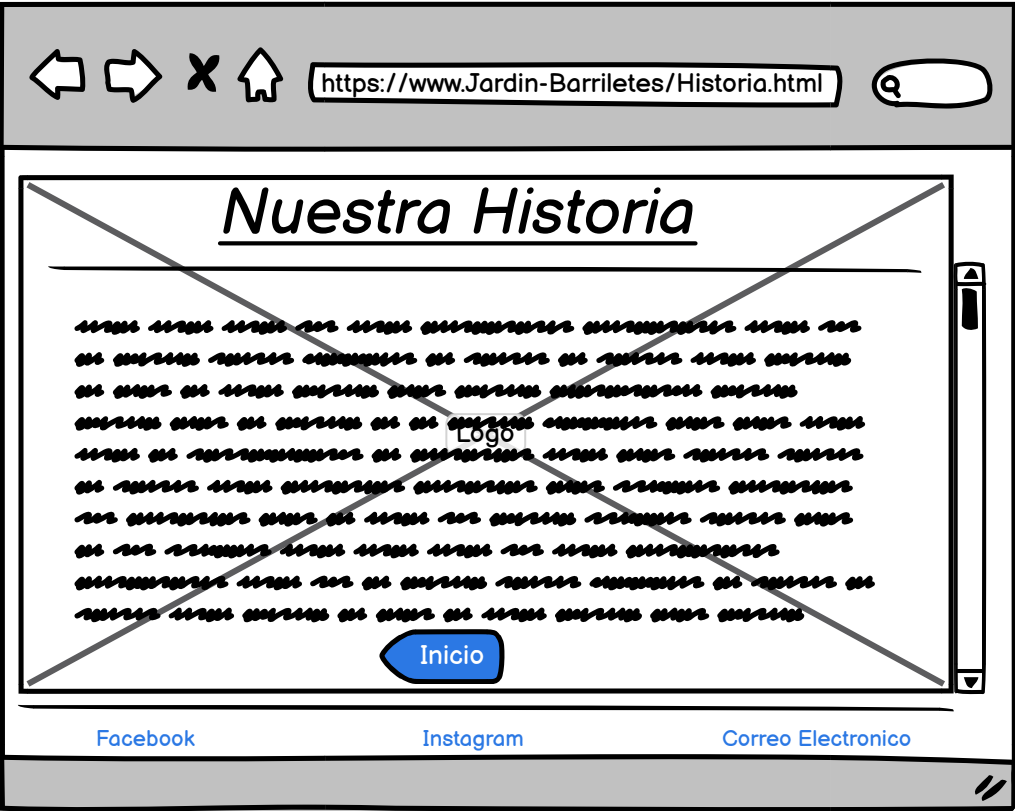 https://www.Jardin-Barriletes/Historia.html
Nuestra Historia
Logo
Inicio
Facebook
Instagram
Correo Electronico